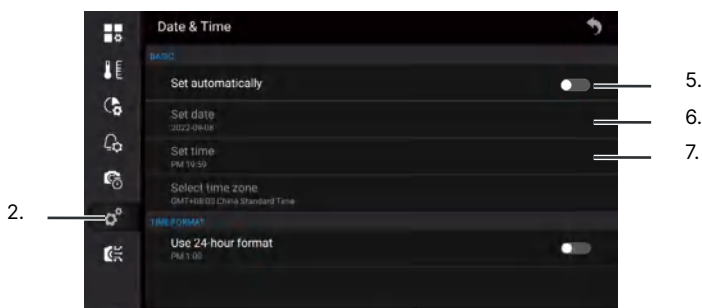 Date & Time
BASIC
Set automatically
5.
Set date
6.
2022-09-08
Set time
7.
PM 19:59
Select time zone
GMT+08:00 China Standard Time
2.
TIME FORMAT
Use 24-hour format
PM 1:00